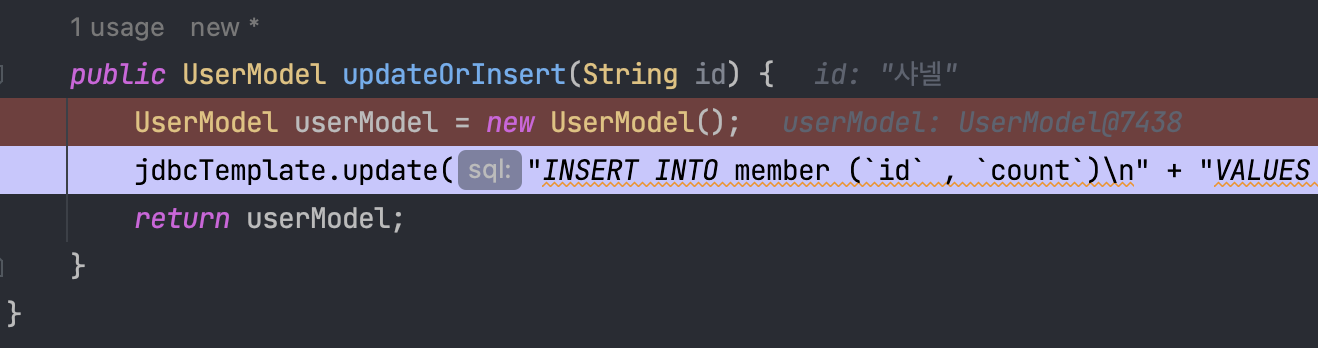 1 usage   new *
public UserModel updateOrInsert(String id) {   id: "샤넬"
UserModel userModel = new UserModel();   userModel: UserModel@7438
jdbcTemplate.update( sql: "INSERT INTO member (`id` , `count`)\n" + "VALUES
return userModel;
}
}